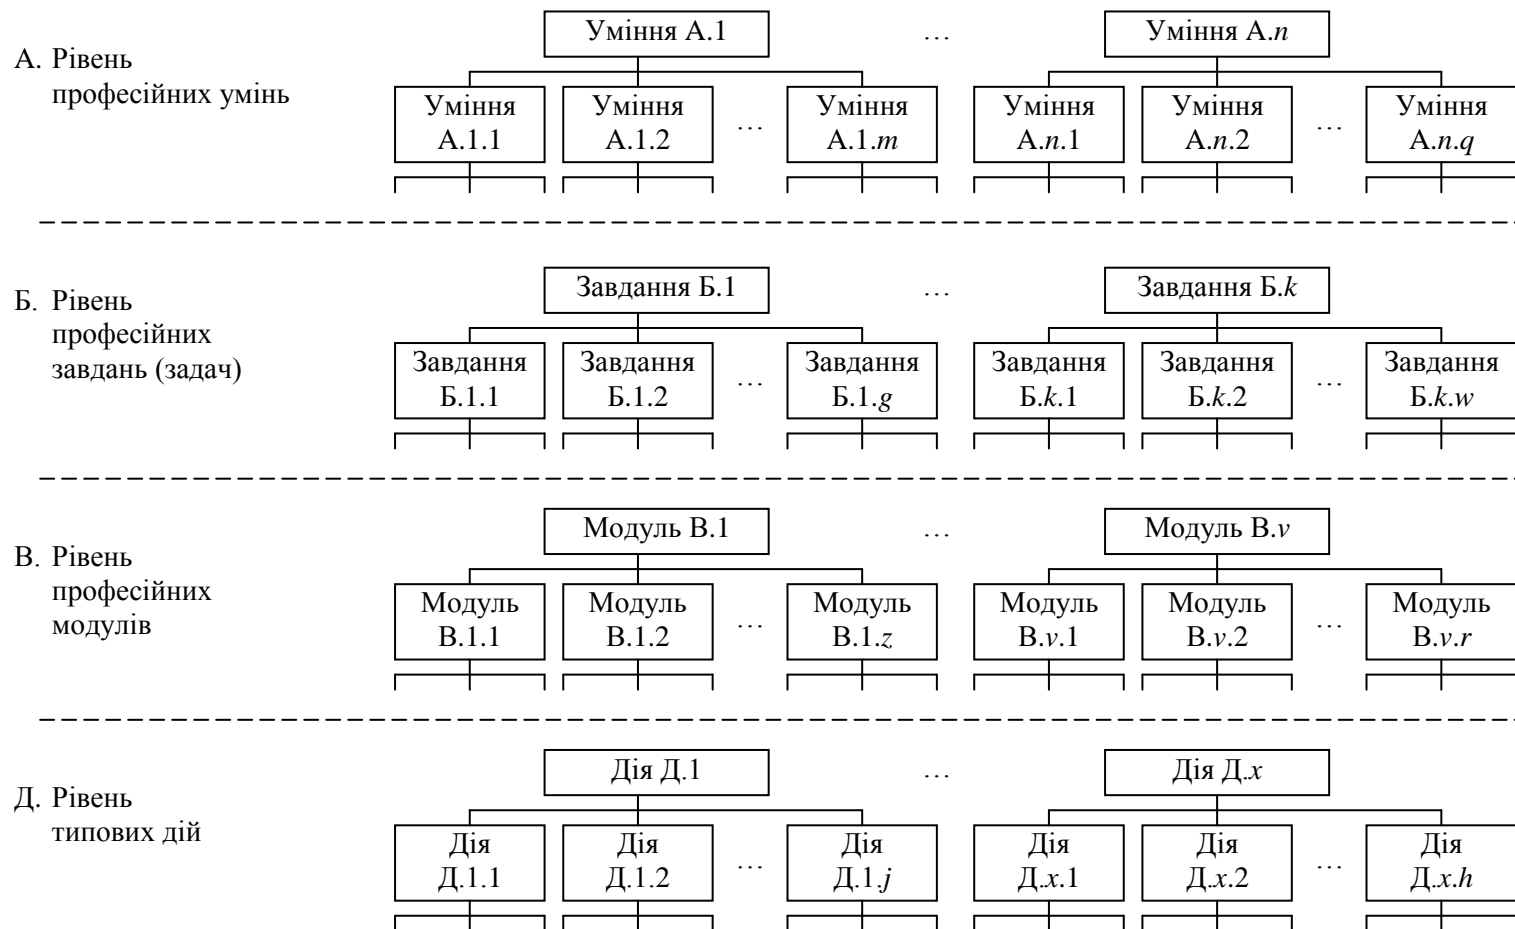 Уміння А.1 … Уміння А.n
А. Рівень
професійних умінь
Уміння Уміння Уміння Уміння Уміння Уміння
А.1.1 А.1.2 … А.1.m А.n.1 А.n.2 … А.n.q
Завдання Б.1 … Завдання Б.k
Б. Рівень
професійних
завдань (задач)
Завдання Завдання Завдання Завдання Завдання Завдання
Б.1.1 Б.1.2 … Б.1.g Б.k.1 Б.k.2 … Б.k.w
Модуль В.1 … Модуль В.v
В. Рівень
професійних
модулів
Модуль Модуль Модуль Модуль Модуль Модуль
В.1.1 В.1.2 … В.1.z В.v.1 В.v.2 … В.v.r
Дія Д.1 … Дія Д.x
Д. Рівень
типових дій
Дія Дія Дія Дія Дія Дія
Д.1.1 Д.1.2 … Д.1.j Д.x.1 Д.x.2 … Д.x.h